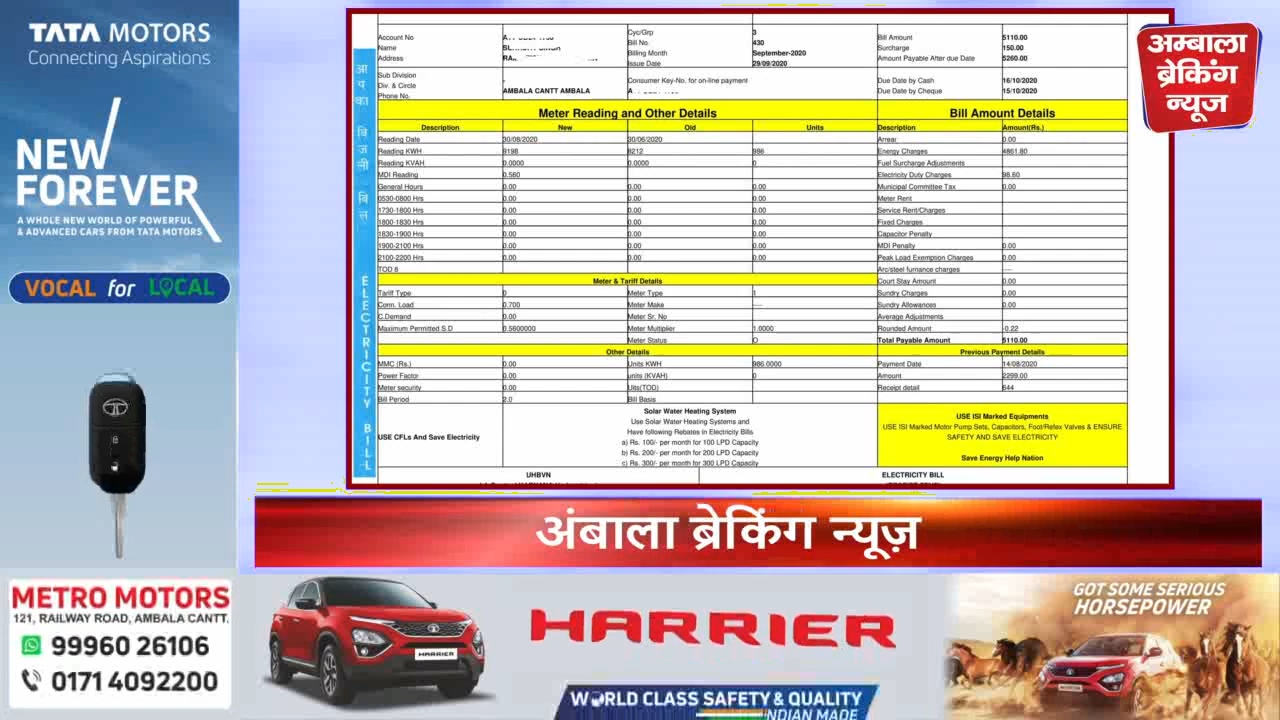 TATA MOTORS
Connecting Aspirations
NEW
FOREVER
A WHOLE NEW WORLD OF POWERFUL
& ADVANCED CARS FROM TATA MOTORS
VOCAL for LOCAL
अम्बाला
ब्रेकिंग
न्यूज
आपका बिजली बिल
ELECTRICITY BILL
Account No
Name
Address
Cyc/Grp 3
Bill No. 430
Billing Month September-2020
Issue Date 29/09/2020
Bill Amount 5110.00
Surcharge 150.00
Amount Payable After due Date 5260.00
Sub Division
Div. & Circle AMBALA CANTT AMBALA
Phone No.
Consumer Key-No. for on-line payment
Due Date by Cash 16/10/2020
Due Date by Cheque 15/10/2020
Meter Reading and Other Details
Description New Old Units
Reading Date 30/08/2020 30/06/2020
Reading KWH 9198 8212 986
Reading KVAH 0.0000 0.0000 0
MDI Reading 0.560
General Hours 0.00 0.00 0.00
0530-0800 Hrs 0.00 0.00 0.00
1730-1800 Hrs 0.00 0.00 0.00
1800-1830 Hrs 0.00 0.00 0.00
1830-1900 Hrs 0.00 0.00 0.00
1900-2100 Hrs 0.00 0.00 0.00
2100-2200 Hrs 0.00 0.00 0.00
TOD 8
Meter & Tariff Details
Tariff Type 0 Meter Type 1
Conn. Load 0.700 Meter Make ----
C.Demand 0.00 Meter Sr. No
Maximum Permitted S.D 0.5600000 Meter Multiplier 1.0000
Meter Status O
Other Details
MMC (Rs.) 0.00 Units KWH 986.0000
Power Factor 0.00 units (KVAH) 0
Meter security 0.00 Uits(TOD)
Bill Period 2.0 Bill Basis
Bill Amount Details
Description Amount(Rs.)
Arrear 0.00
Energy Charges 4861.80
Fuel Surcharge Adjustments
Electricity Duty Charges 98.60
Municipal Committee Tax 0.00
Meter Rent
Service Rent/Charges
Fixed Charges
Capacitor Penalty
MDI Penalty 0.00
Peak Load Exemption Charges 0.00
Arc/steel furnance charges ----
Court Stay Amount 0.00
Sundry Charges 0.00
Sundry Allowances 0.00
Average Adjustments
Rounded Amount -0.22
Total Payable Amount 5110.00
Previous Payment Details
Payment Date 14/08/2020
Amount 2299.00
Receipt detail 644
USE CFLs And Save Electricity
Solar Water Heating System
Use Solar Water Heating Systems and
Have following Rebates in Electricity Bills
a) Rs. 100/- per month for 100 LPD Capacity
b) Rs. 200/- per month for 200 LPD Capacity
c) Rs. 300/- per month for 300 LPD Capacity
USE ISI Marked Equipments
USE ISI Marked Motor Pump Sets, Capacitors, Foot/Refex Valves & ENSURE
SAFETY AND SAVE ELECTRICITY
Save Energy Help Nation
UHBVN
ELECTRICITY BILL
अंबाला ब्रेकिंग न्यूज़
METRO MOTORS
121, RAILWAY ROAD, AMBALA CANTT.
99960 26106
0171 4092200
HARRIER
HARRIER
WORLD CLASS SAFETY & QUALITY
INDIAN MADE
GOT SOME SERIOUS
HORSEPOWER